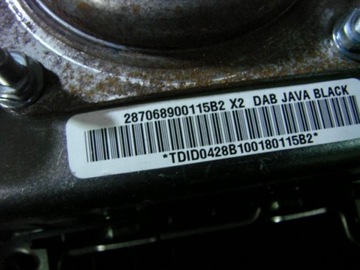 287068900115B2 X2 DAB JAVA BLACK
*TDID0428B100180115B2*